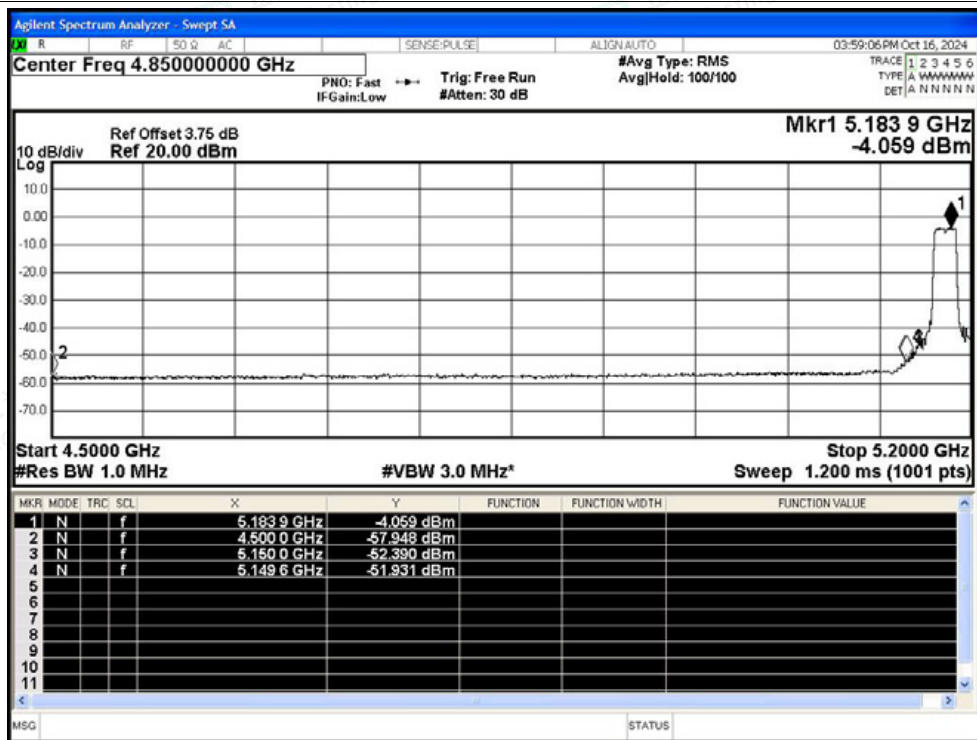 Agilent Spectrum Analyzer - Swept SA
LXI R RF 50 Ω AC SENSE:PULSE ALIGN AUTO 03:59:06 PM Oct 16, 2024
Center Freq 4.850000000 GHz #Avg Type: RMS TRACE 1 2 3 4 5 6
PNO: Fast Trig: Free Run Avg|Hold: 100/100 TYPE A WWWWW
IFGain:Low #Atten: 30 dB DET A N N N N N
Mkr1 5.183 9 GHz
Ref Offset 3.75 dB
10 dB/div Ref 20.00 dBm -4.059 dBm
Log
10.0
0.00
-10.0
-20.0
-30.0
-40.0
-50.0
-60.0
-70.0
1
2
Start 4.5000 GHz Stop 5.2000 GHz
#Res BW 1.0 MHz #VBW 3.0 MHz* Sweep 1.200 ms (1001 pts)
MKR MODE TRC SCL X Y FUNCTION FUNCTION WIDTH FUNCTION VALUE
1 N f 5.183 9 GHz -4.059 dBm
2 N f 4.500 0 GHz -57.948 dBm
3 N f 5.150 0 GHz -52.390 dBm
4 N f 5.149 6 GHz -51.931 dBm
5
6
7
8
9
10
11
MSG STATUS